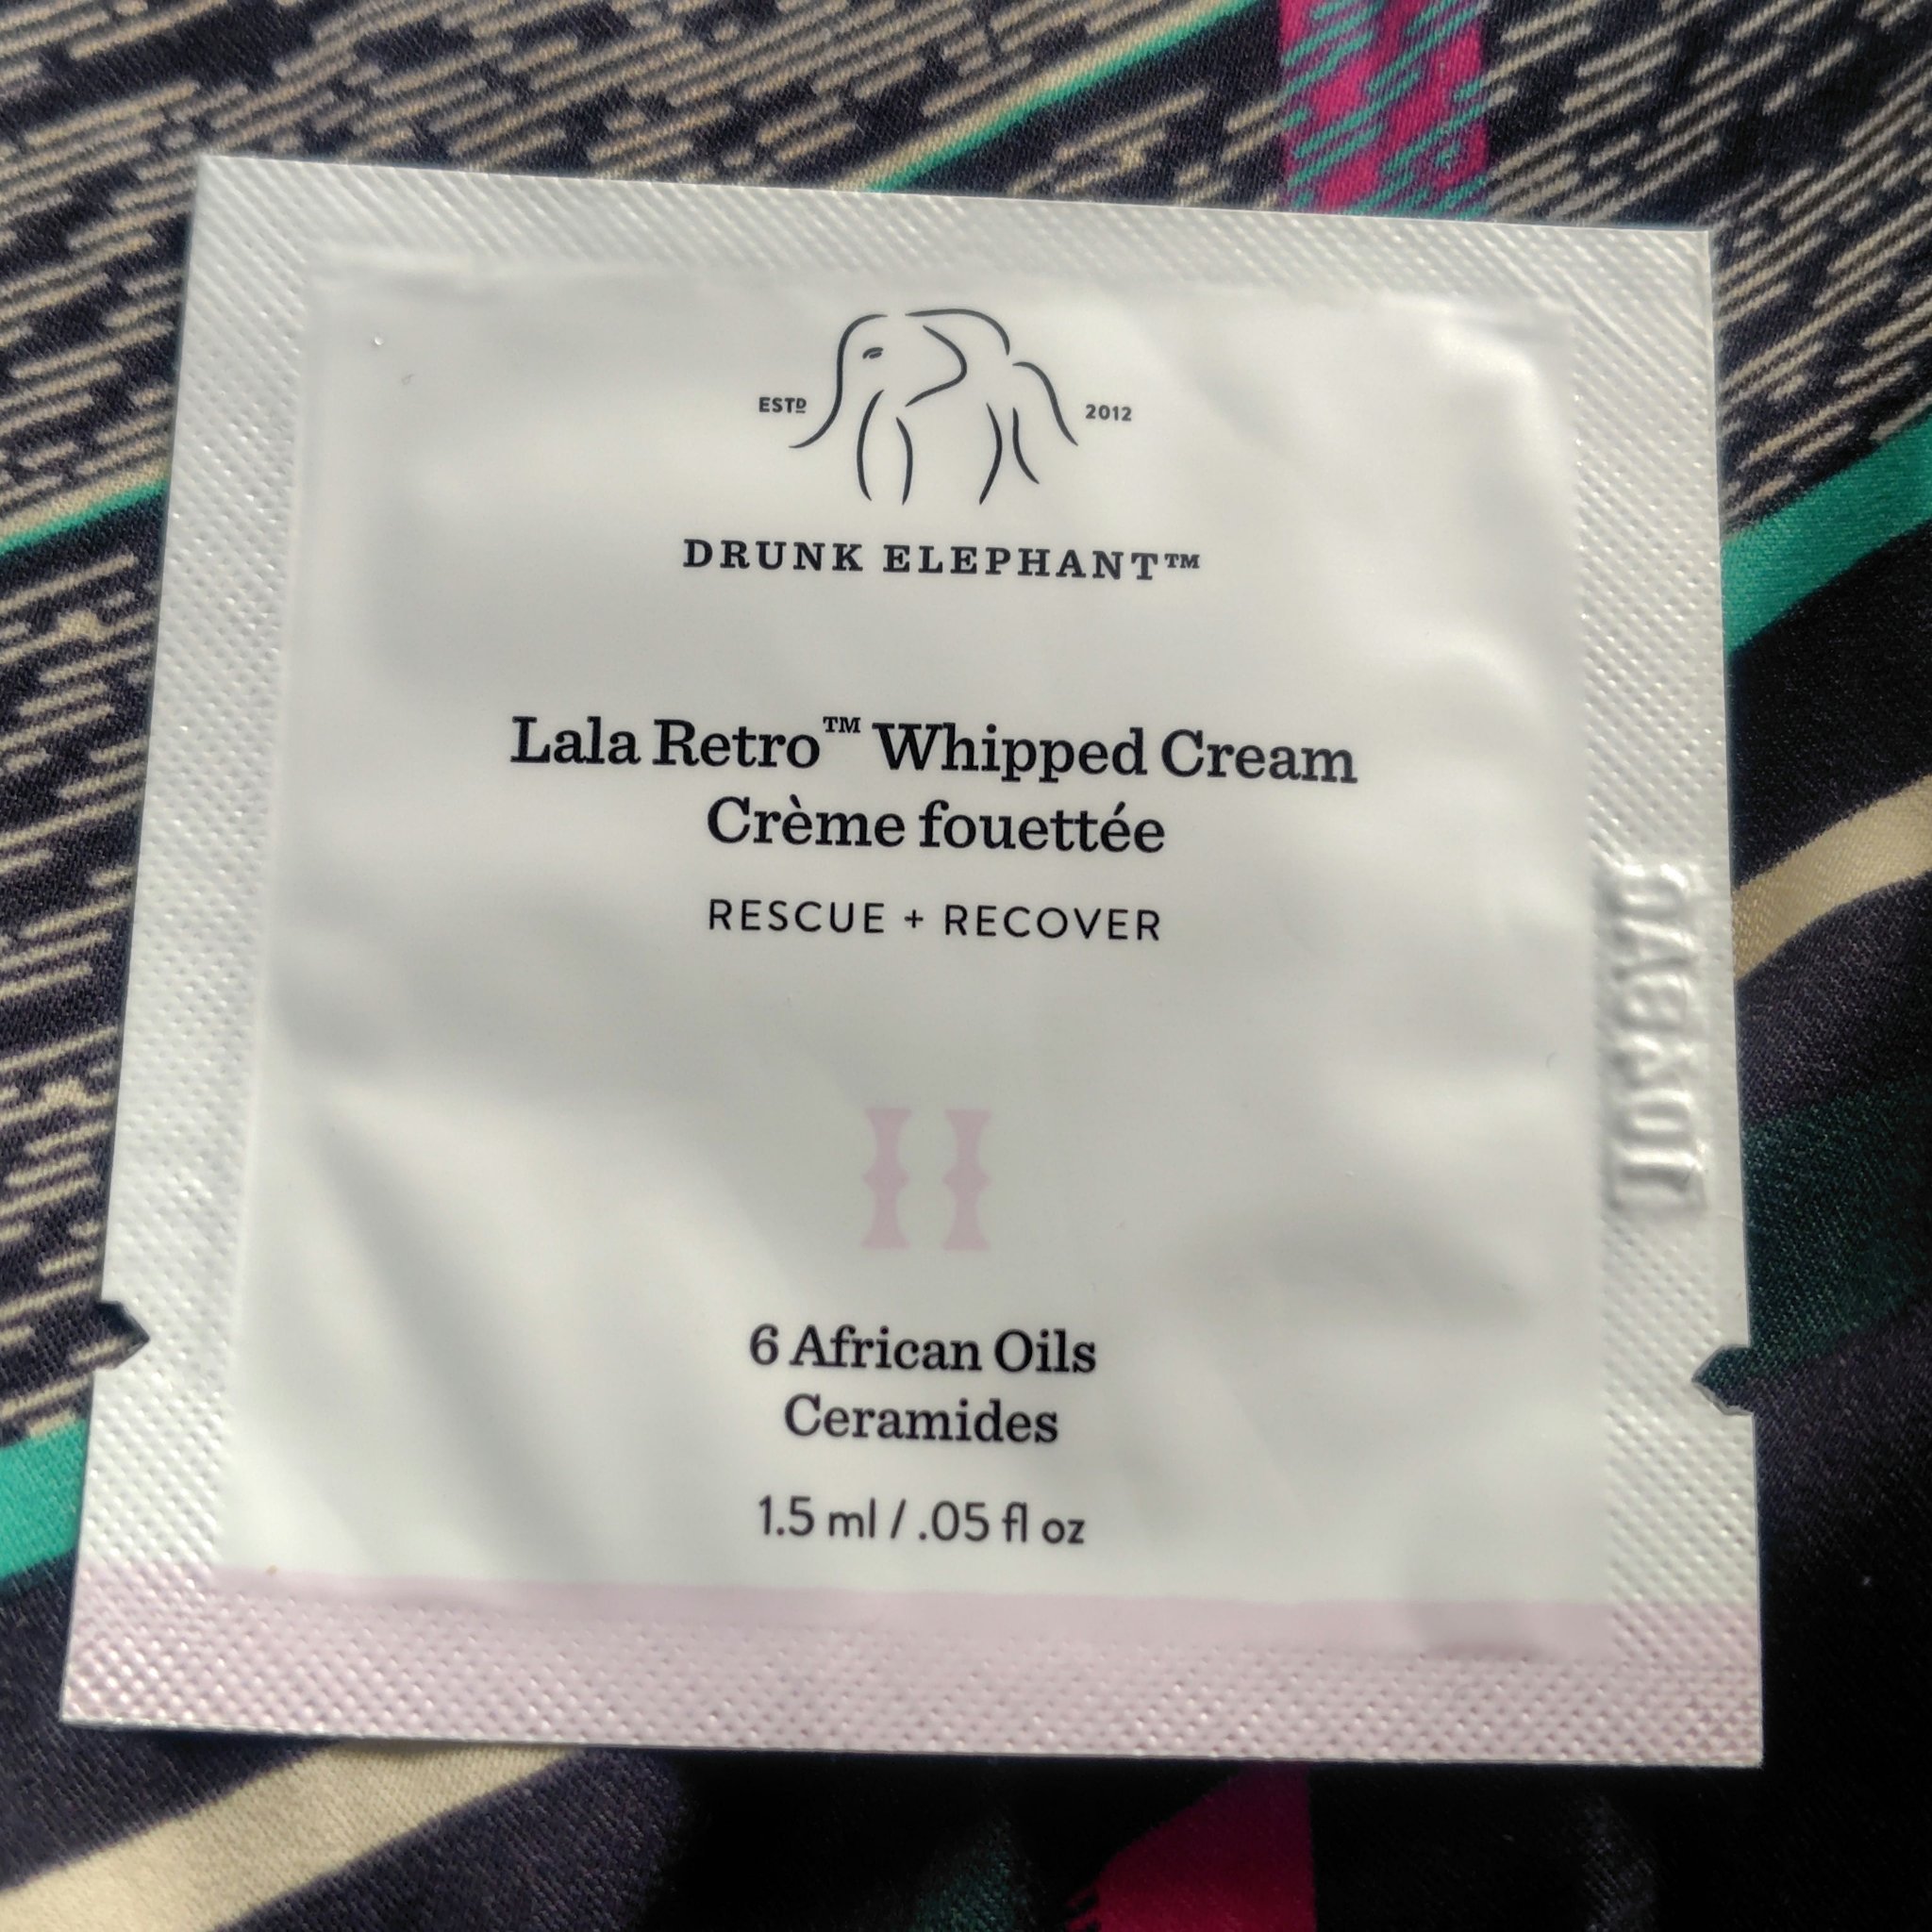 ESTD 2012
DRUNK ELEPHANT™
Lala Retro™ Whipped Cream
Crème fouettée
RESCUE + RECOVER
6 African Oils
Ceramides
1.5 ml / .05 fl oz